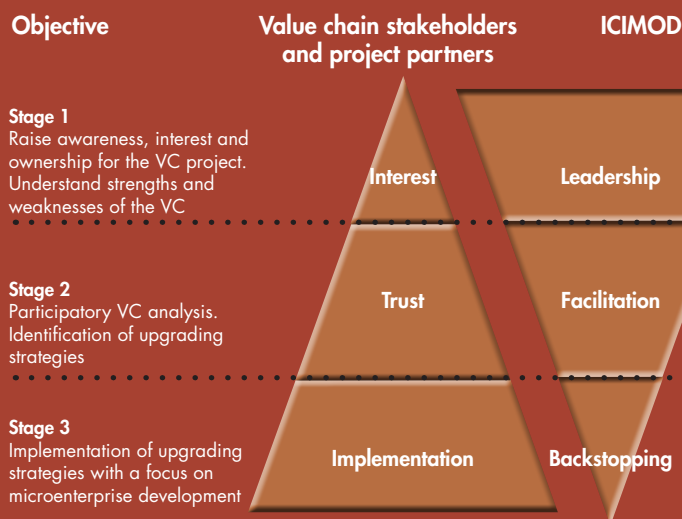 Objective
Value chain stakeholders
and project partners
ICIMOD
Stage 1
Raise awareness, interest and
ownership for the VC project.
Understand strengths and
weaknesses of the VC
Interest
Leadership
Stage 2
Participatory VC analysis.
Identification of upgrading
strategies
Trust
Facilitation
Stage 3
Implementation of upgrading
strategies with a focus on
microenterprise development
Implementation
Backstopping